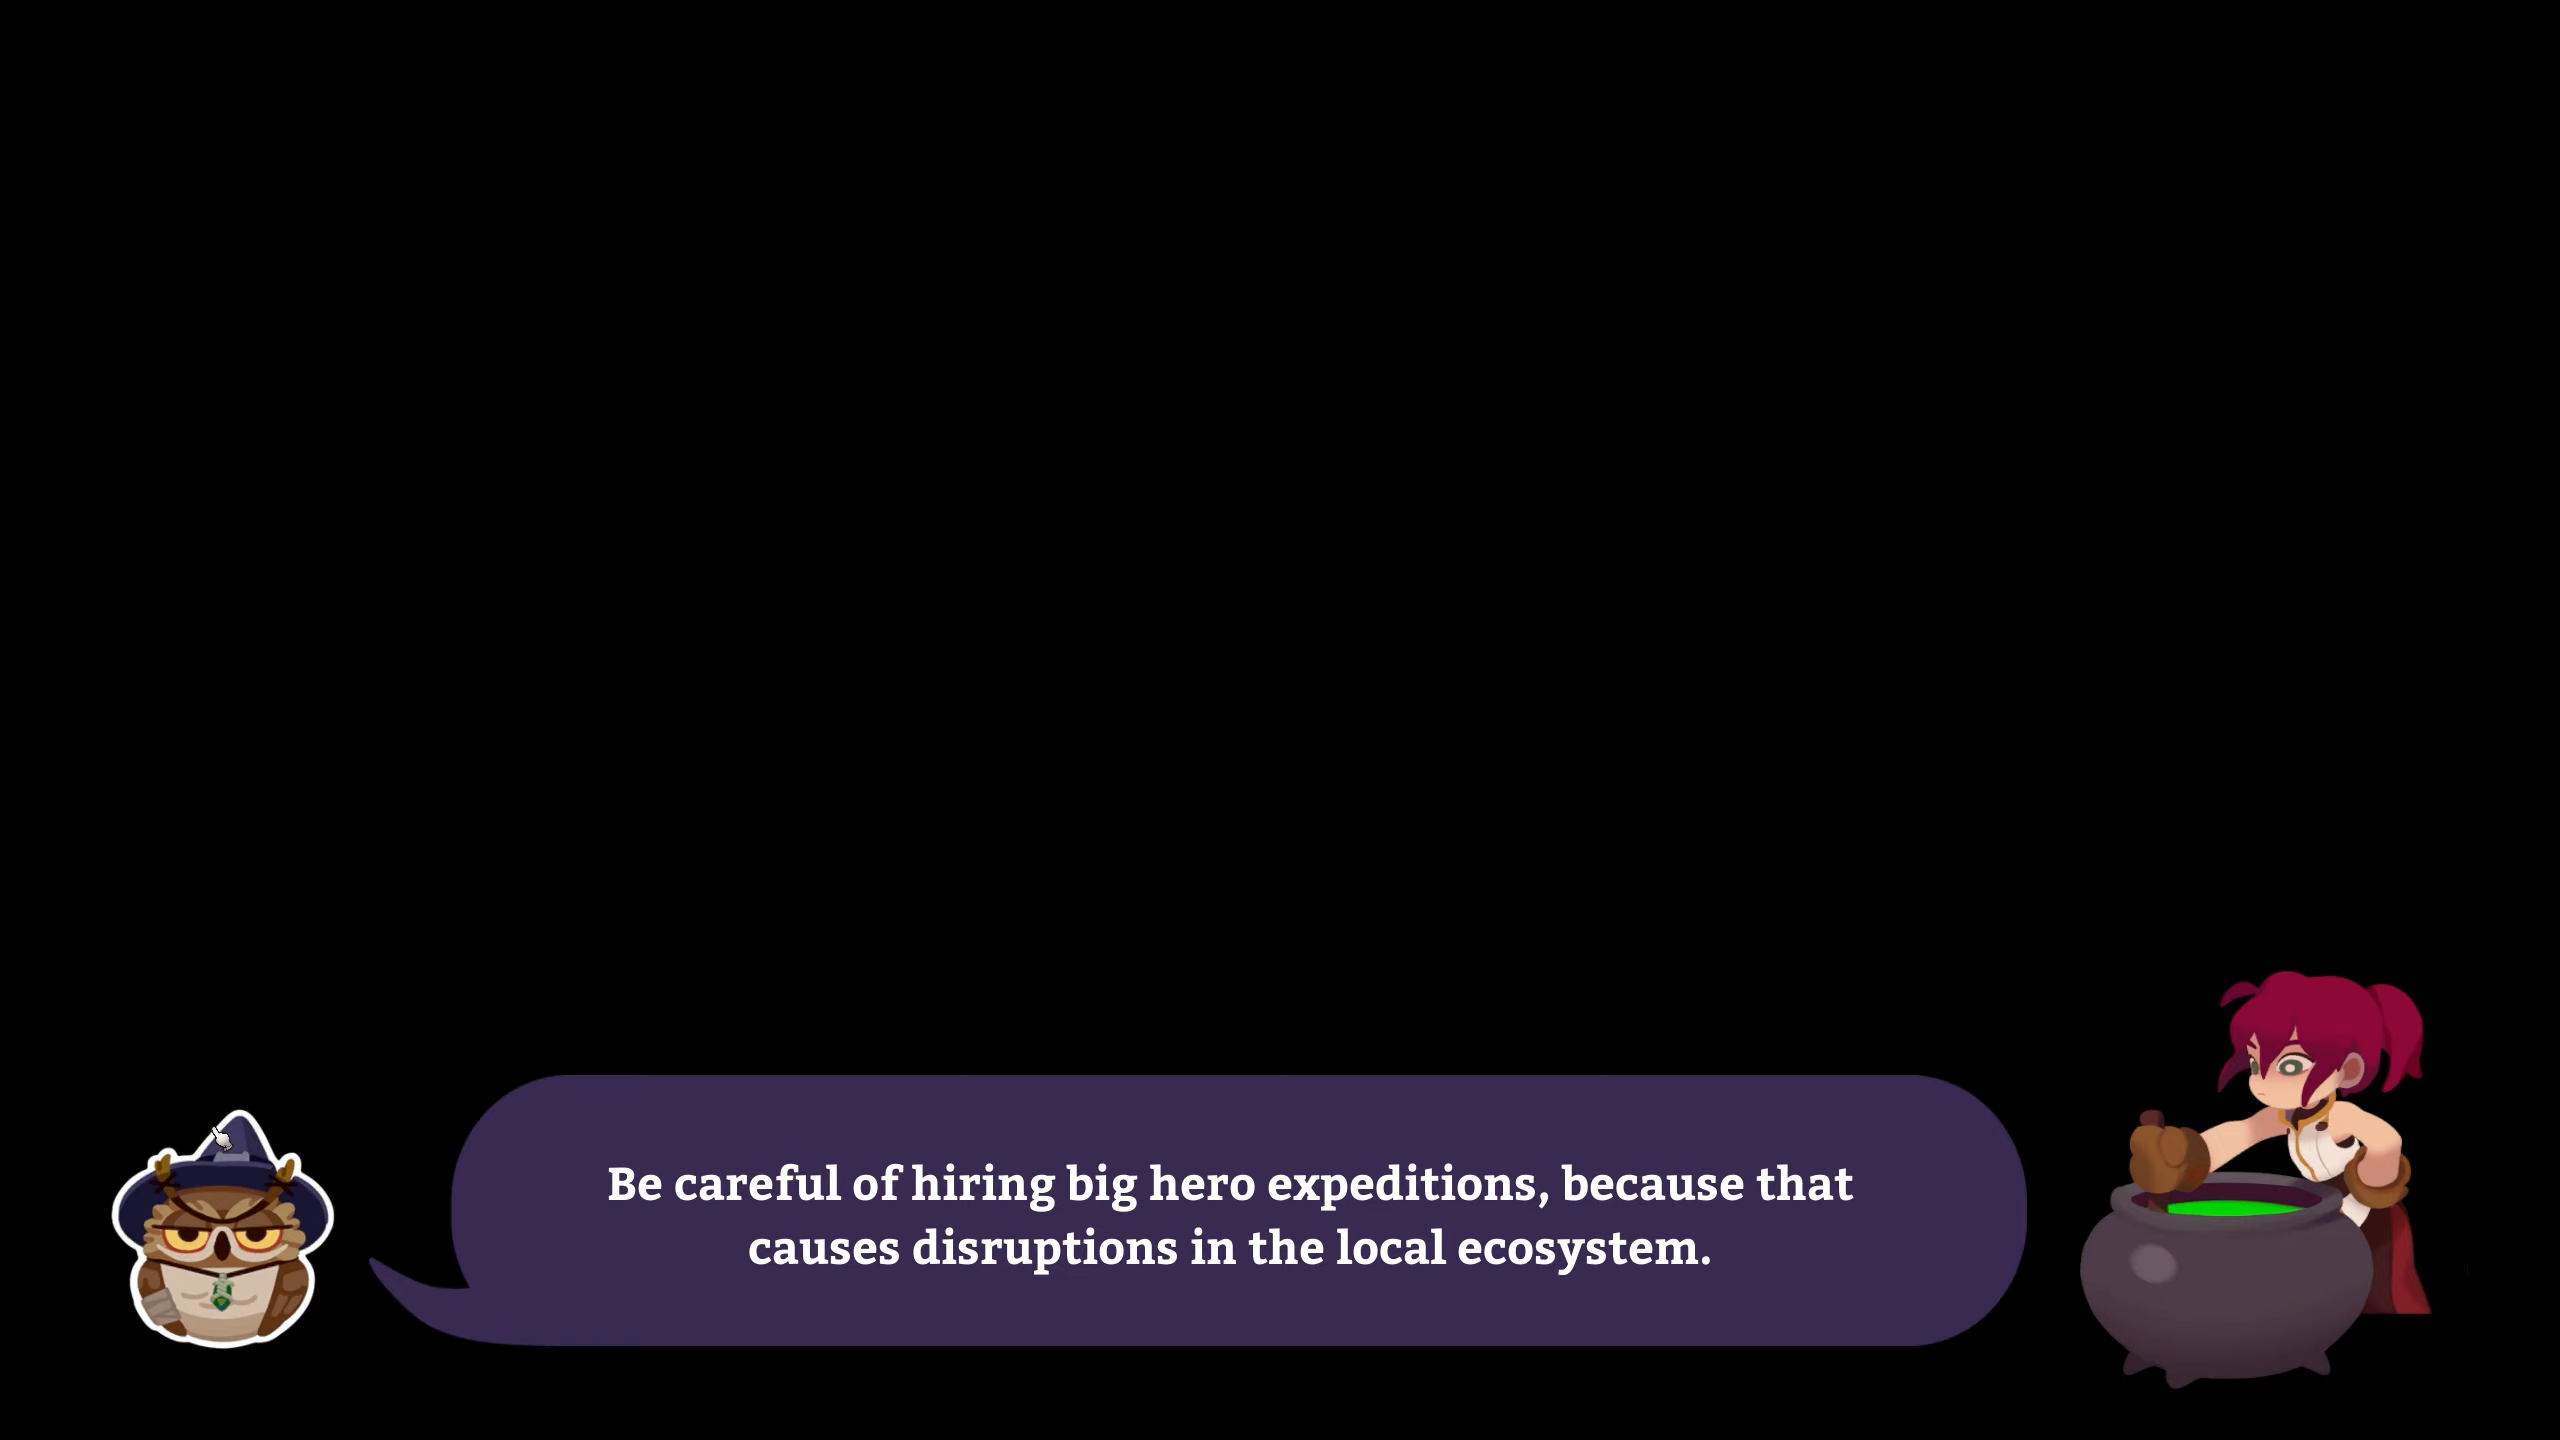 Be careful of hiring big hero expeditions, because that
causes disruptions in the local ecosystem.